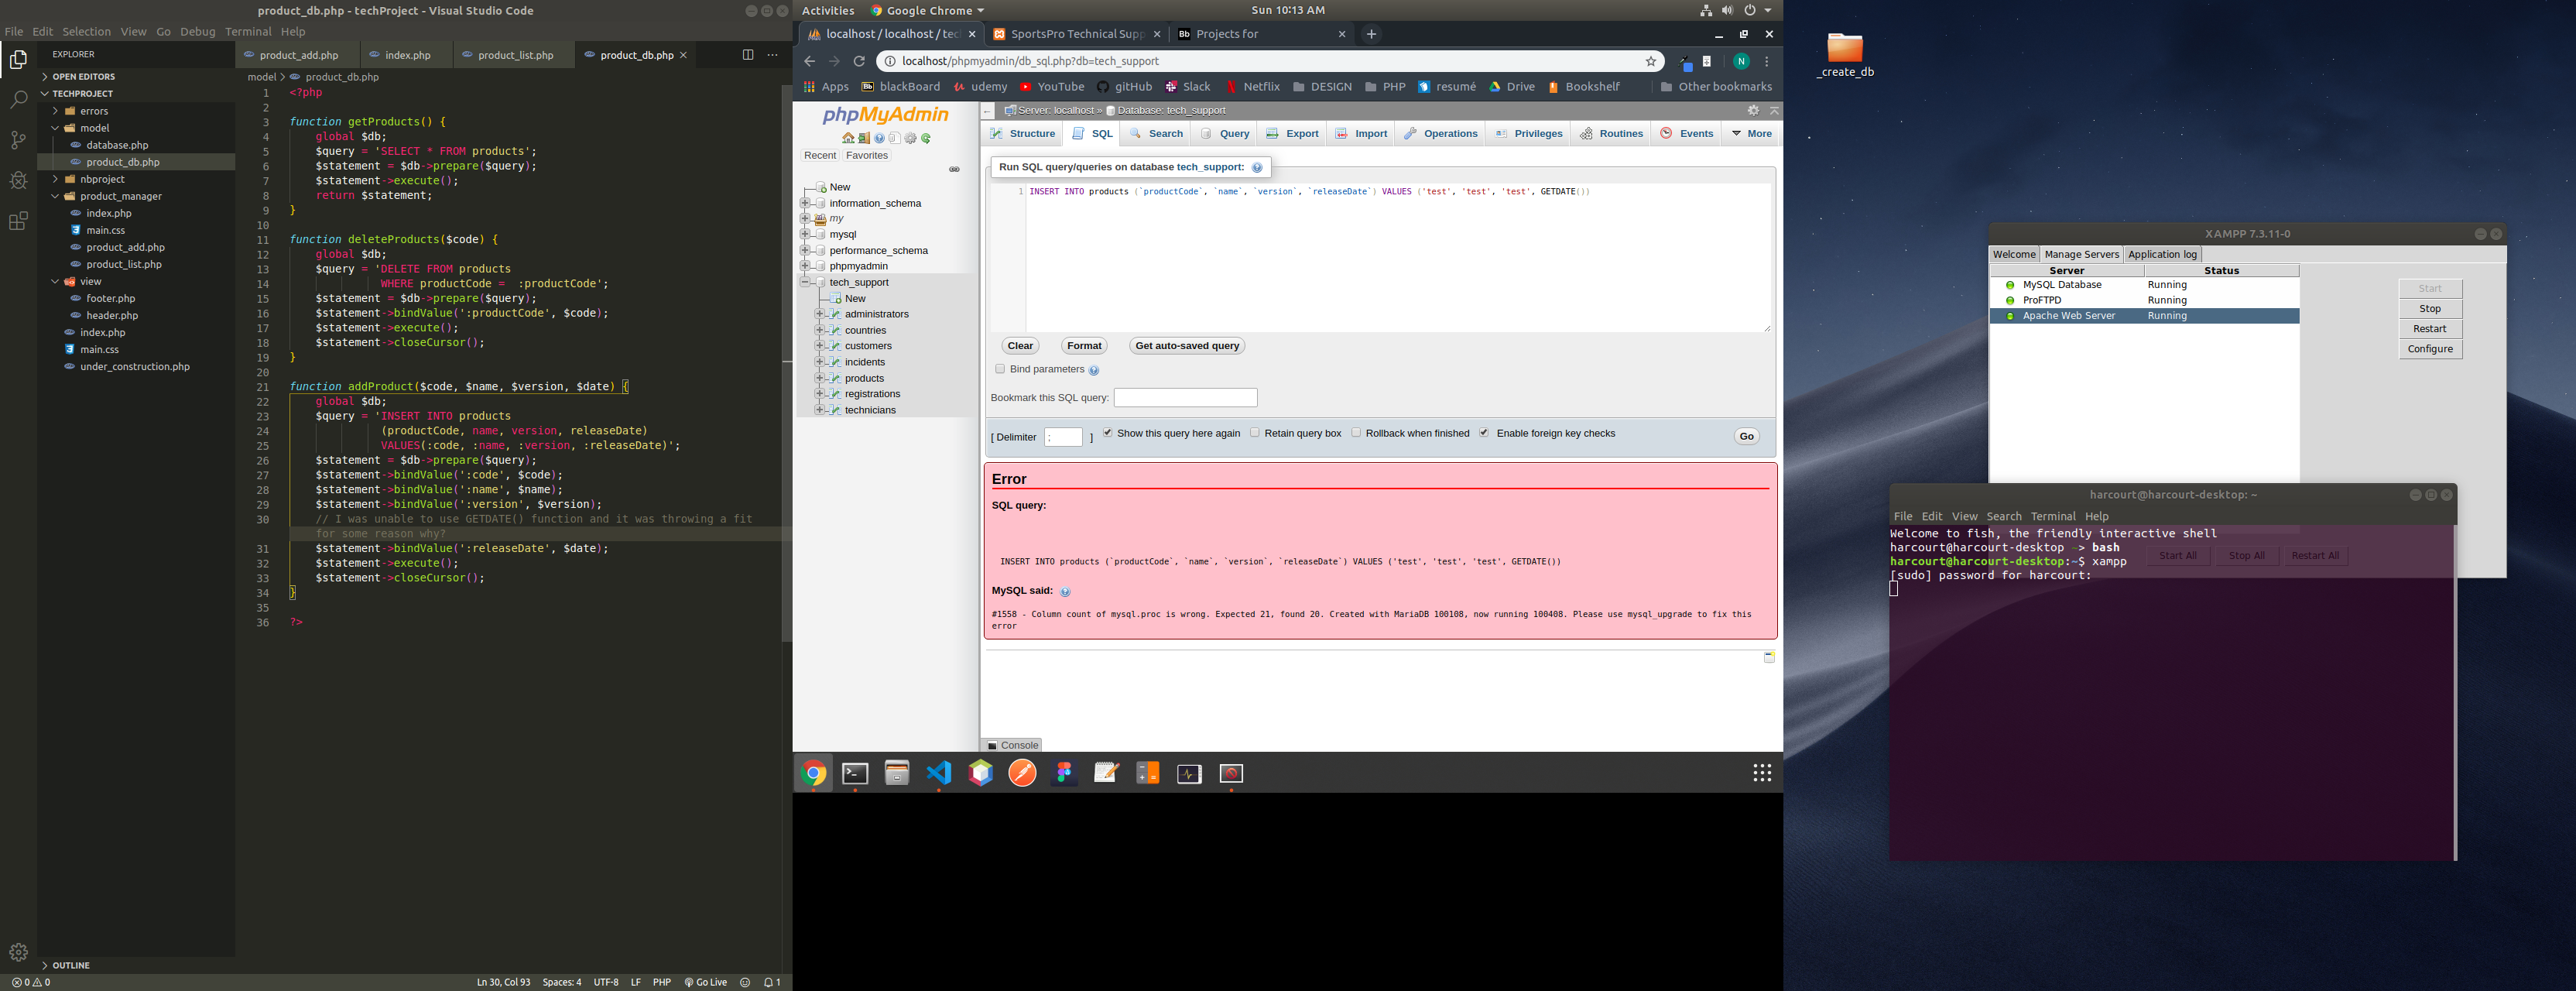 product_db.php - techProject - Visual Studio Code
File Edit Selection View Go Debug Terminal Help
EXPLORER
OPEN EDITORS
TECHPROJECT
errors
model
database.php
product_db.php
nbproject
product_manager
index.php
main.css
product_add.php
product_list.php
view
footer.php
header.php
index.php
main.css
under_construction.php
OUTLINE
product_add.php index.php product_list.php product_db.php
model product_db.php
1 <?php
2
3 function getProducts() {
4 global $db;
5 $query = 'SELECT * FROM products';
6 $statement = $db->prepare($query);
7 $statement->execute();
8 return $statement;
9 }
10
11 function deleteProducts($code) {
12 global $db;
13 $query = 'DELETE FROM products
14 WHERE productCode = :productCode';
15 $statement = $db->prepare($query);
16 $statement->bindValue(':productCode', $code);
17 $statement->execute();
18 $statement->closeCursor();
19 }
20
21 function addProduct($code, $name, $version, $date) {
22 global $db;
23 $query = 'INSERT INTO products
24 (productCode, name, version, releaseDate)
25 VALUES(:code, :name, :version, :releaseDate)';
26 $statement = $db->prepare($query);
27 $statement->bindValue(':code', $code);
28 $statement->bindValue(':name', $name);
29 $statement->bindValue(':version', $version);
30 // I was unable to use GETDATE() function and it was throwing a fit
for some reason why?
31 $statement->bindValue(':releaseDate', $date);
32 $statement->execute();
33 $statement->closeCursor();
34 }
35
36 ?>
0 0 Ln 30, Col 93 Spaces: 4 UTF-8 LF PHP Go Live 1
Activities Google Chrome Sun 10:13 AM
localhost / localhost / tec SportsPro Technical Supp Bb Projects for
localhost/phpmyadmin/db_sql.php?db=tech_support N
Apps Bb blackBoard udemy YouTube gitHub Slack Netflix DESIGN PHP resumé Drive Bookshelf Other bookmarks
phpMyAdmin
Recent Favorites
New
information_schema
my
mysql
performance_schema
phpmyadmin
tech_support
New
administrators
countries
customers
incidents
products
registrations
technicians
Server: localhost » Database: tech_support
Structure SQL Search Query Export Import Operations Privileges Routines Events More
Run SQL query/queries on database tech_support:
1 INSERT INTO products (`productCode`, `name`, `version`, `releaseDate`) VALUES ('test', 'test', 'test', GETDATE())
Clear Format Get auto-saved query
Bind parameters
Bookmark this SQL query:
[ Delimiter ; ] Show this query here again Retain query box Rollback when finished Enable foreign key checks Go
Error
SQL query:
INSERT INTO products (`productCode`, `name`, `version`, `releaseDate`) VALUES ('test', 'test', 'test', GETDATE())
MySQL said:
#1558 - Column count of mysql.proc is wrong. Expected 21, found 20. Created with MariaDB 100108, now running 100408. Please use mysql_upgrade to fix this
error
Console
_create_db
XAMPP 7.3.11-0
Welcome Manage Servers Application log
Server Status
MySQL Database Running
ProFTPD Running
Apache Web Server Running
Start
Stop
Restart
Configure
Start All Stop All Restart All
harcourt@harcourt-desktop: ~
File Edit View Search Terminal Help
Welcome to fish, the friendly interactive shell
harcourt@harcourt-desktop ~> bash
harcourt@harcourt-desktop:~$ xampp
[sudo] password for harcourt: